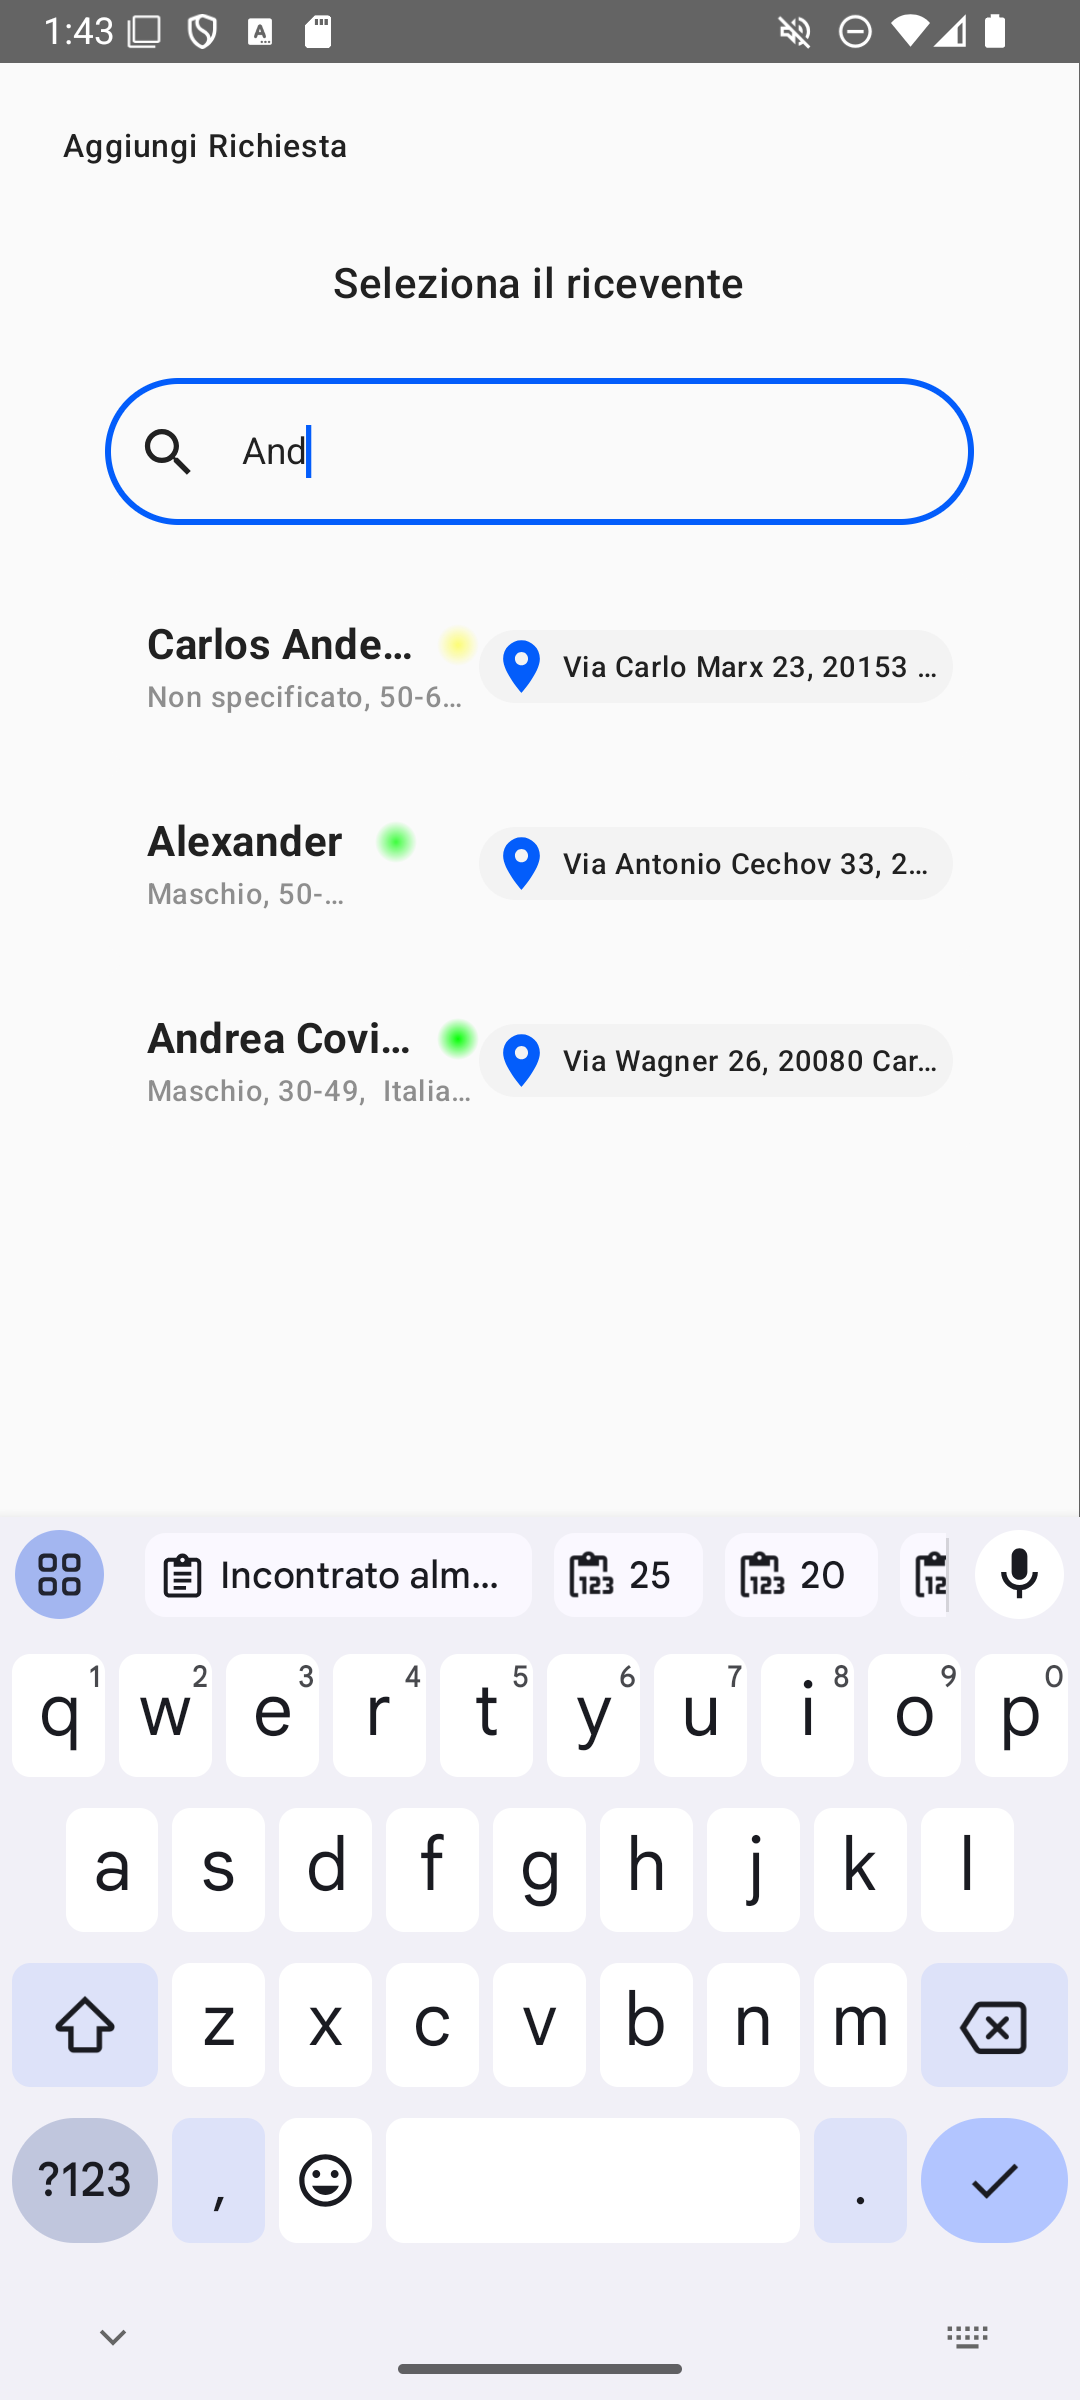 1:43
Aggiungi Richiesta
Seleziona il ricevente
And
Carlos Ande...
Non specificato, 50-6...
Via Carlo Marx 23, 20153 ...
Alexander
Maschio, 50-...
Via Antonio Cechov 33, 2...
Andrea Covi...
Maschio, 30-49,  Italia...
Via Wagner 26, 20080 Car...
Incontrato alm... 25 20
q1 w2 e3 r4 t5 y6 u7 i8 o9 p0
a s d f g h j k l
z x c v b n m
?123 , .